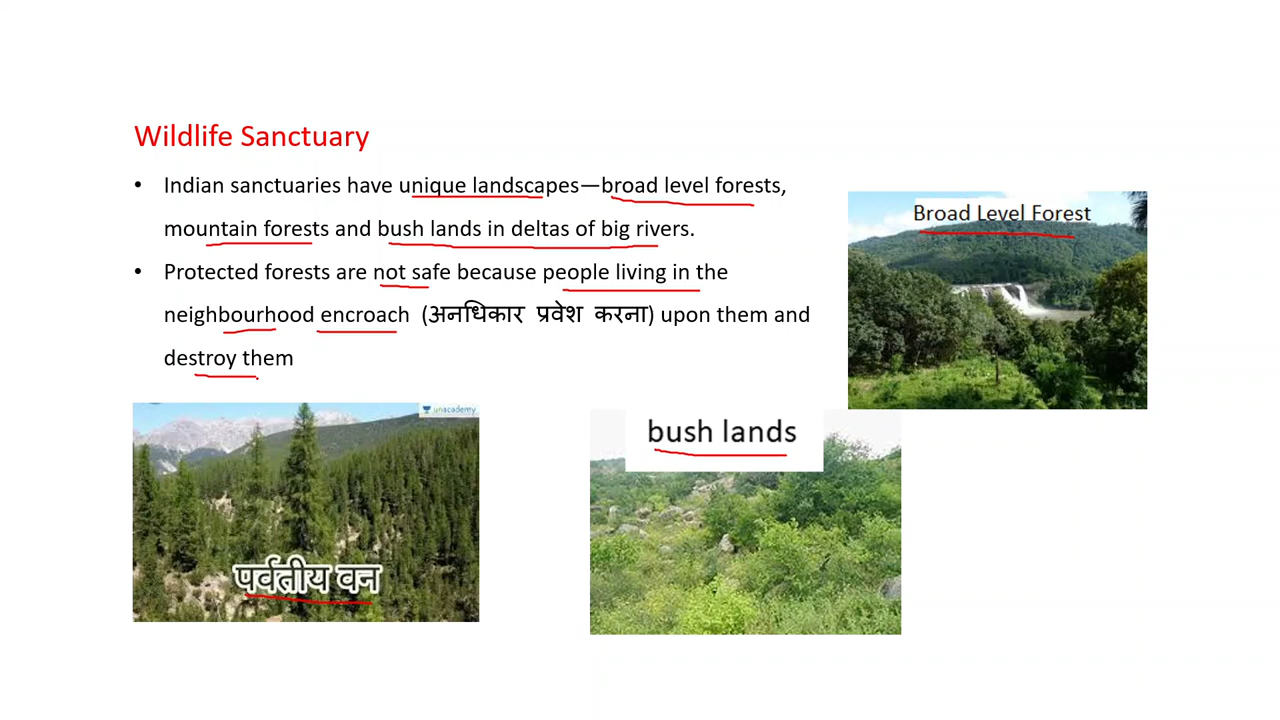 Wildlife Sanctuary
• Indian sanctuaries have unique landscapes—broad level forests,
mountain forests and bush lands in deltas of big rivers.
• Protected forests are not safe because people living in the
neighbourhood encroach (अनधिकार प्रवेश करना) upon them and
destroy them
Broad Level Forest
unacademy
bush lands
पर्वतीय वन